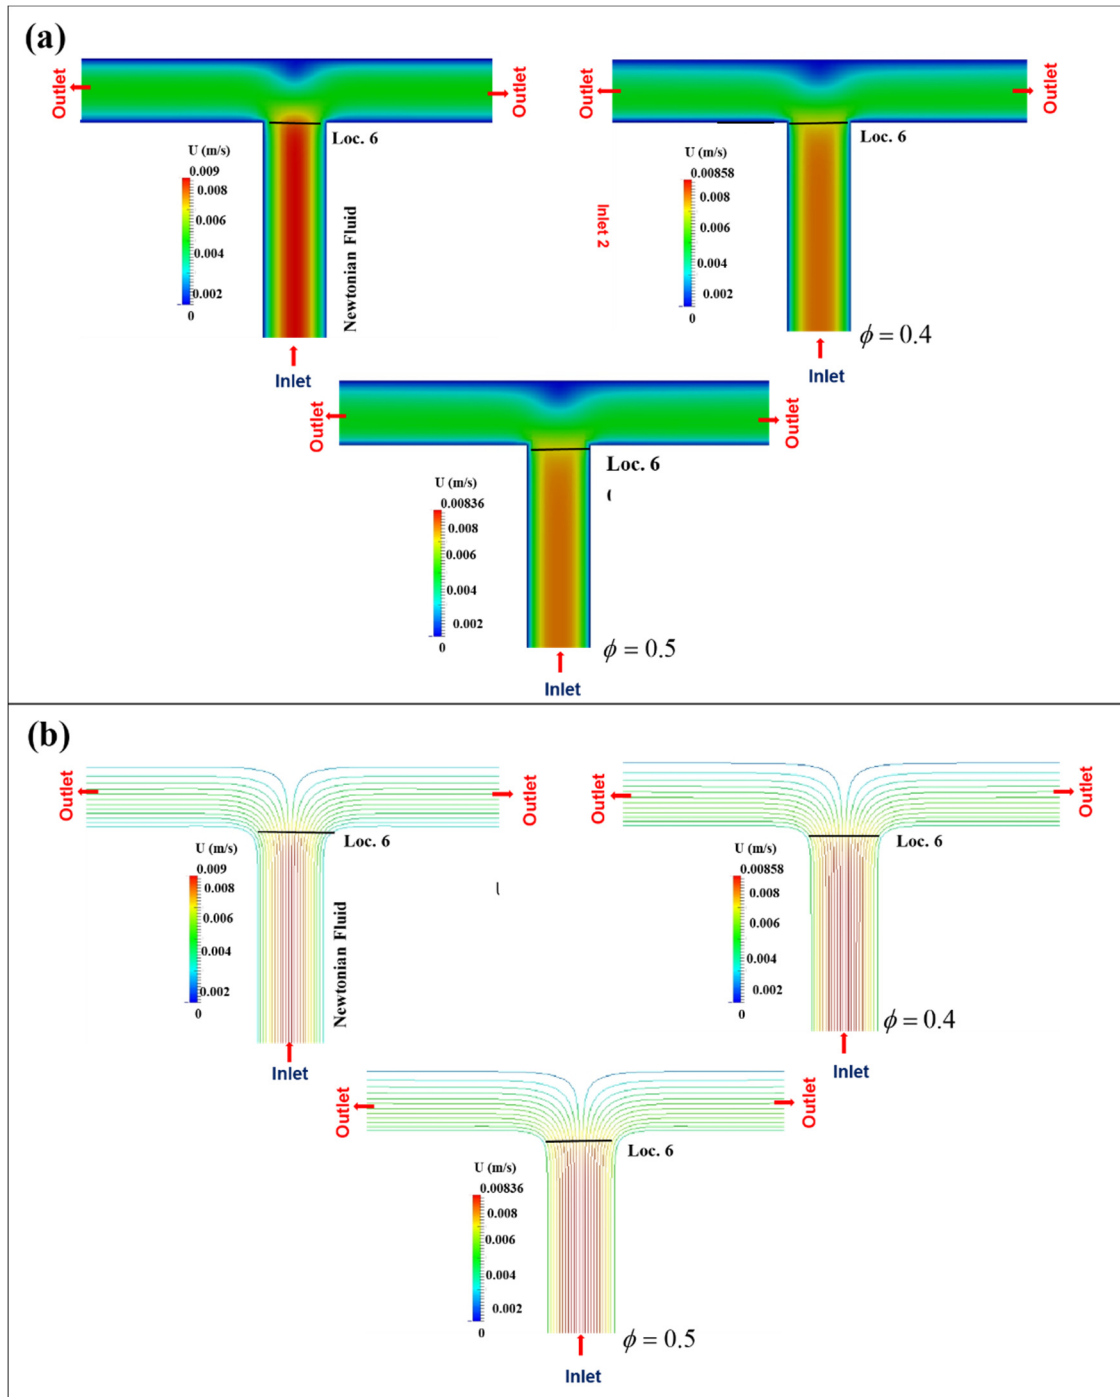 (a)
Outlet
Outlet
Loc. 6
U (m/s)
0.009
0.008
0.006
0.004
0.002
0
Newtonian Fluid
Inlet
Outlet
Outlet
Loc. 6
U (m/s)
0.00858
0.008
0.006
0.004
0.002
0
Inlet 2
ϕ = 0.4
Inlet
Outlet
Outlet
Loc. 6
U (m/s)
0.00836
0.008
0.006
0.004
0.002
0
ϕ = 0.5
Inlet
(b)
Outlet
Outlet
Loc. 6
U (m/s)
0.009
0.008
0.006
0.004
0.002
0
Newtonian Fluid
Inlet
Outlet
Outlet
Loc. 6
U (m/s)
0.00858
0.008
0.006
0.004
0.002
0
ϕ = 0.4
Inlet
Outlet
Outlet
Loc. 6
U (m/s)
0.00836
0.008
0.006
0.004
0.002
0
ϕ = 0.5
Inlet